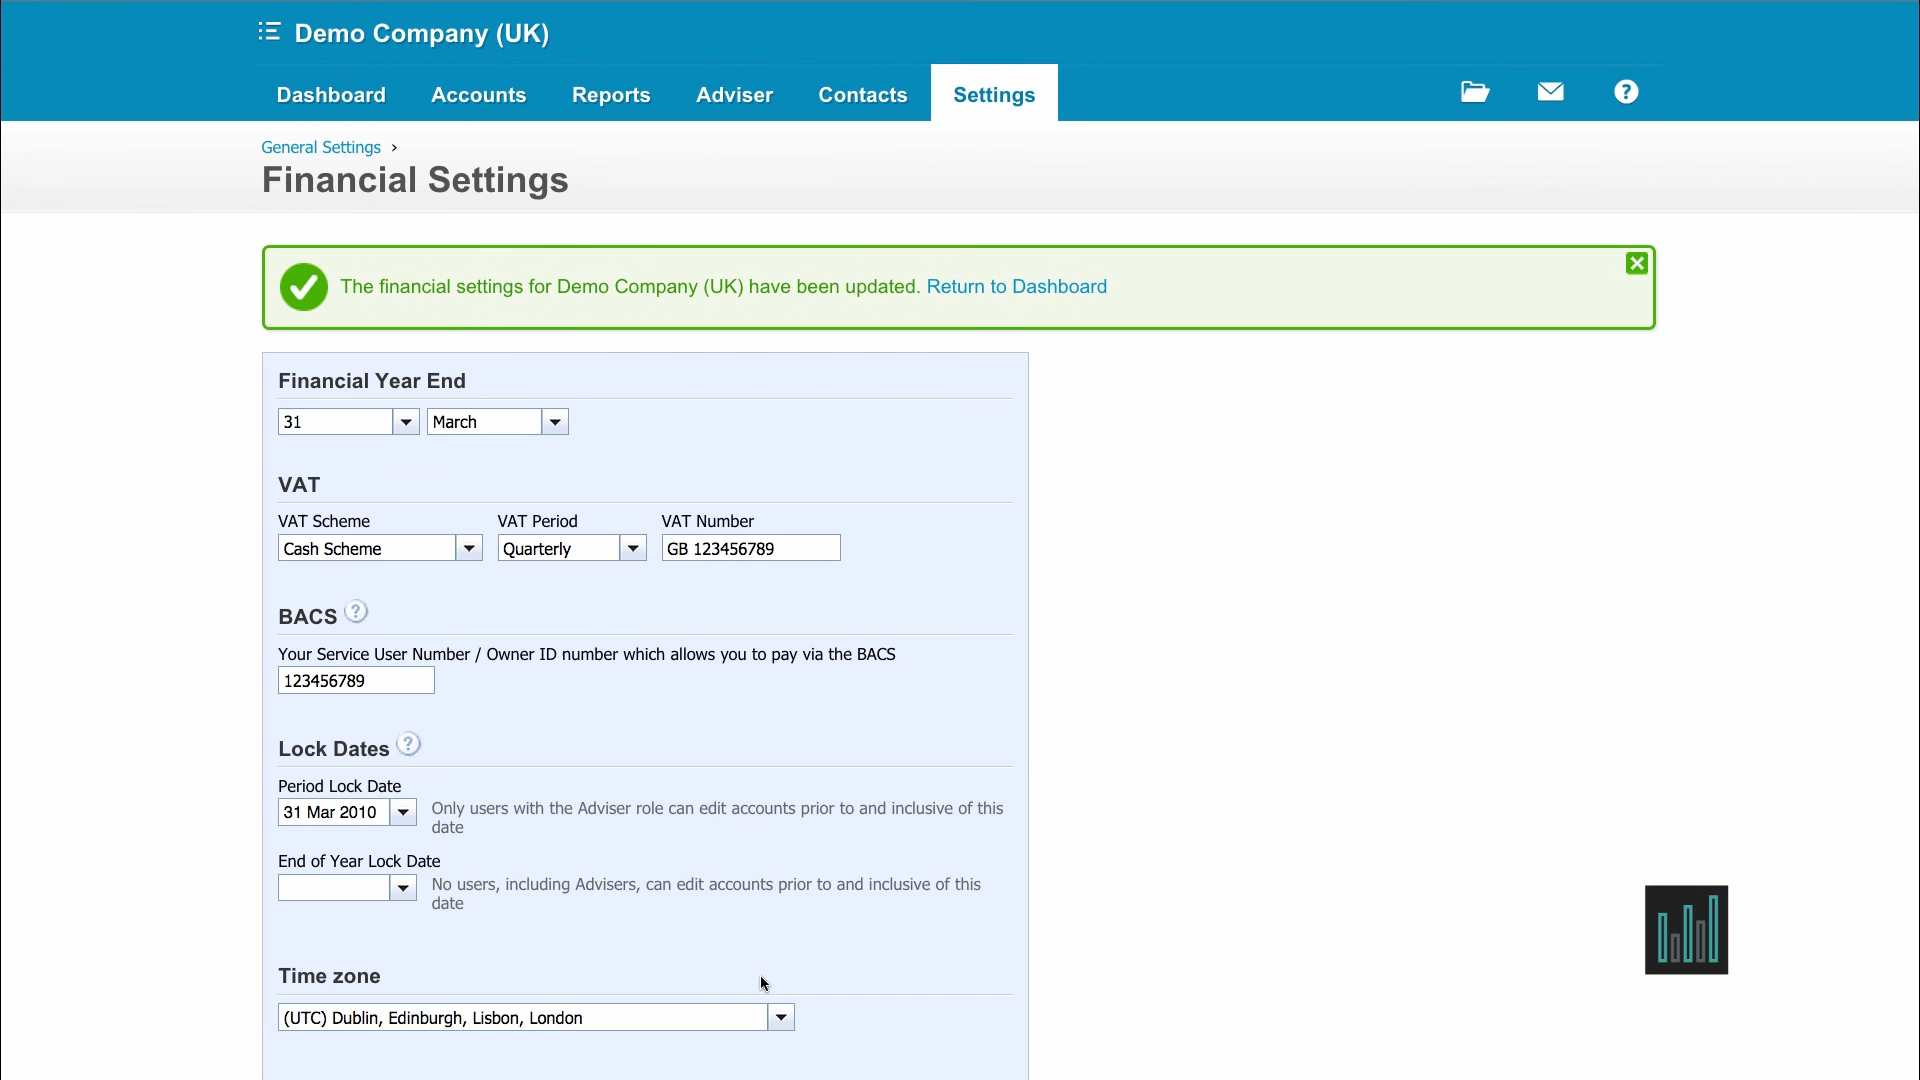 Demo Company (UK)
Dashboard Accounts Reports Adviser Contacts Settings ?
General Settings ›
Financial Settings
The financial settings for Demo Company (UK) have been updated. Return to Dashboard
Financial Year End
31 March
VAT
VAT Scheme VAT Period VAT Number
Cash Scheme Quarterly GB 123456789
BACS ?
Your Service User Number / Owner ID number which allows you to pay via the BACS
123456789
Lock Dates ?
Period Lock Date
31 Mar 2010 Only users with the Adviser role can edit accounts prior to and inclusive of this
date
End of Year Lock Date
No users, including Advisers, can edit accounts prior to and inclusive of this
date
Time zone
(UTC) Dublin, Edinburgh, Lisbon, London